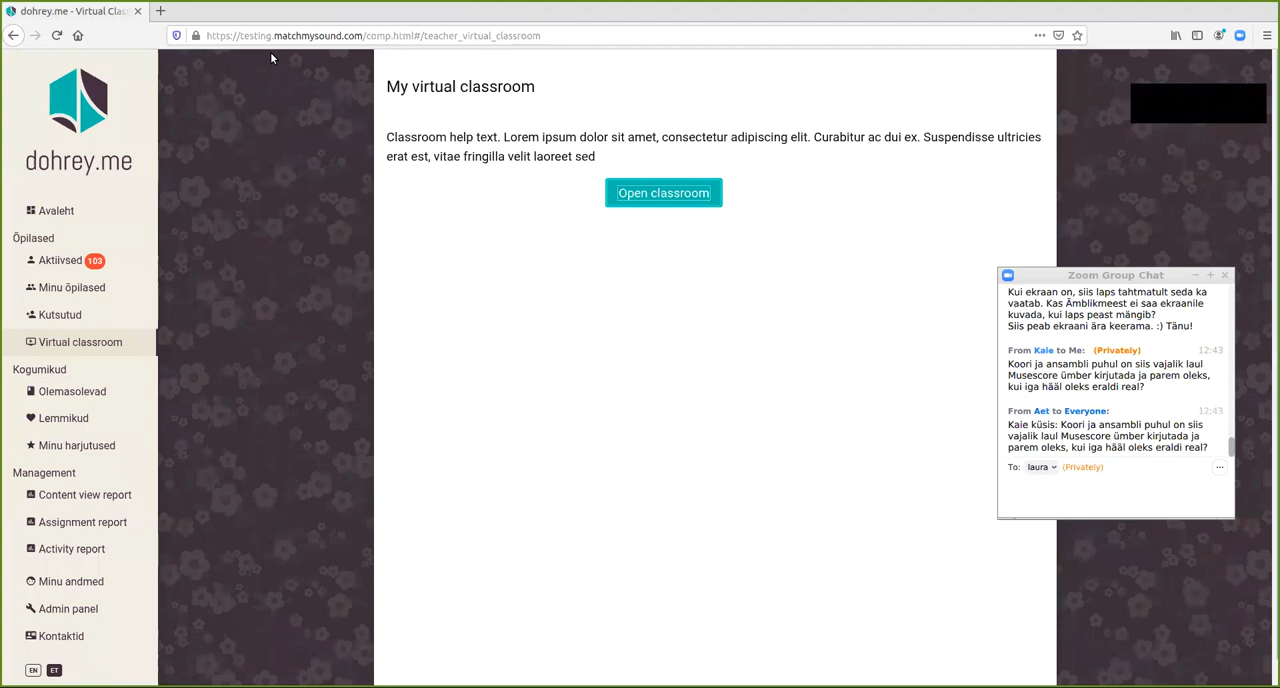 dohrey.me - Virtual Clas
https://testing.matchmysound.com/comp.html#/teacher_virtual_classroom
dohrey.me
Avaleht
Õpilased
Aktiivsed 103
Minu õpilased
Kutsutud
Virtual classroom
Kogumikud
Olemasolevad
Lemmikud
Minu harjutused
Management
Content view report
Assignment report
Activity report
Minu andmed
Admin panel
Kontaktid
EN ET
My virtual classroom
Classroom help text. Lorem ipsum dolor sit amet, consectetur adipiscing elit. Curabitur ac dui ex. Suspendisse ultricies
erat est, vitae fringilla velit laoreet sed
Open classroom
Zoom Group Chat
Kui ekraan on, siis laps tahtmatult seda ka
vaatab. Kas Ämblikmeest ei saa ekraanile
kuvada, kui laps peast mängib?
Siis peab ekraani ära keerama. :) Tänu!
From Kaie to Me: (Privately) 12:43
Koori ja ansambli puhul on siis vajalik laul
Musescore ümber kirjutada ja parem oleks,
kui iga hääl oleks eraldi real?
From Aet to Everyone: 12:43
Kaie küsis: Koori ja ansambli puhul on siis
vajalik laul Musescore ümber kirjutada ja
parem oleks, kui iga hääl oleks eraldi real?
To: laura (Privately)